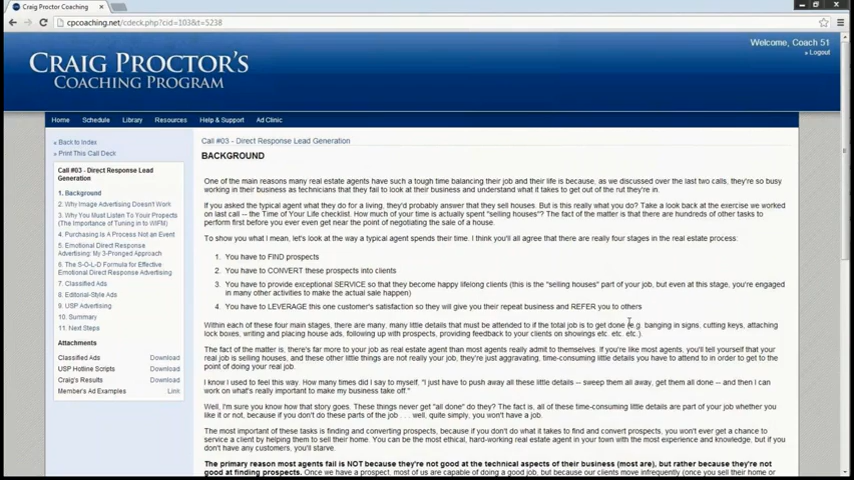 Craig Proctor Coaching
cpcoaching.net/cdeck.php?cid=103&t=5238
Welcome, Coach 51
» Logout
CRAIG PROCTOR'S
COACHING PROGRAM
Home Schedule Library Resources Help & Support Ad Clinic
« Back to Index
» Print This Call Deck
Call #03 - Direct Response Lead
Generation
1. Background
2. Why Image Advertising Doesn't Work
3. Why You Must Listen To Your Propects
(The Importance of Tuning in to WIFM)
4. Purchasing Is A Process Not an Event
5. Emotional Direct Response
Advertising: My 3-Pronged Approach
6. The S-O-L-D Formula for Effective
Emotional Direct Response Advertising
7. Classified Ads
8. Editorial-Style Ads
9. USP Advertising
10. Summary
11. Next Steps
Attachments
Classified Ads Download
USP Hotline Scripts Download
Craig's Results Download
Member's Ad Examples Link
Call #03 - Direct Response Lead Generation
BACKGROUND
One of the main reasons many real estate agents have such a tough time balancing their job and their life is because, as we discussed over the last two calls, they're so busy
working in their business as technicians that they fail to look at their business and understand what it takes to get out of the rut they're in.
If you asked the typical agent what they do for a living, they'd probably answer that they sell houses. But is this really what you do? Take a look back at the exercise we worked
on last call -- the Time of Your Life checklist. How much of your time is actually spent "selling houses"? The fact of the matter is that there are hundreds of other tasks to
perform first before you ever even get near the point of negotiating the sale of a house.
To show you what I mean, let's look at the way a typical agent spends their time. I think you'll all agree that there are really four stages in the real estate process:
1. You have to FIND prospects
2. You have to CONVERT these prospects into clients
3. You have to provide exceptional SERVICE so that they become happy lifelong clients (this is the "selling houses" part of your job, but even at this stage, you're engaged
in many other activities to make the actual sale happen)
4. You have to LEVERAGE this one customer's satisfaction so they will give you their repeat business and REFER you to others
Within each of these four main stages, there are many, many little details that must be attended to if the total job is to get done (e.g. banging in signs, cutting keys, attaching
lock boxes, writing and placing house ads, following up with prospects, providing feedback to your clients on showings etc. etc. etc.).
The fact of the matter is, there's far more to your job as real estate agent than most agents really admit to themselves. If you're like most agents, you'll tell yourself that your
real job is selling houses, and these other little things are not really your job, they're just aggravating, time-consuming little details you have to attend to in order to get to the
point of doing your real job.
I know I used to feel this way. How many times did I say to myself, "I just have to push away all these little details -- sweep them all away, get them all done -- and then I can
work on what's really important to make my business take off."
Well, I'm sure you know how that story goes. These things never get "all done" do they? The fact is, all of these time-consuming little details are part of your job whether you
like it or not, because if you don't do these parts of the job . . . well, quite simply, you won't have a job.
The most important of these tasks is finding and converting prospects, because if you don't do what it takes to find and convert prospects, you won't ever get a chance to
service a client by helping them to sell their home. You can be the most ethical, hard-working real estate agent in your town with the most experience and knowledge, but if you
don't have any customers, you'll starve.
The primary reason most agents fail is NOT because they're not good at the technical aspects of their business (most are), but rather because they're not
good at finding prospects. Once we have a prospect, most of us are capable of doing a good job, but because our clients move infrequently (once you sell their home or